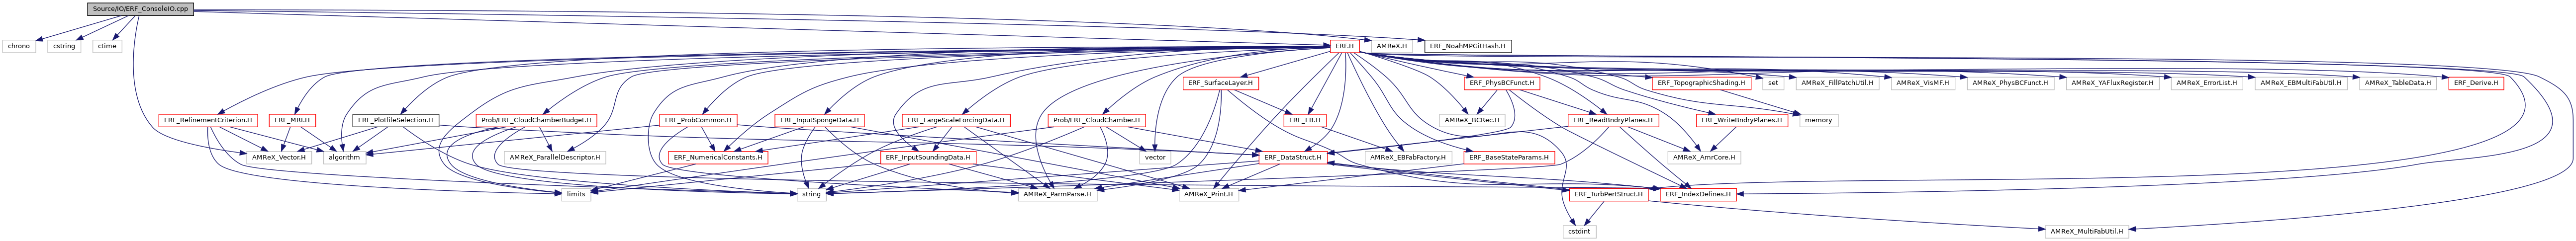 Source/IO/ERF_ConsoleIO.cpp
chrono
cstring
ctime
ERF.H
AMReX.H
ERF_NoahMPGitHash.H
ERF_SurfaceLayer.H
ERF_PhysBCFunct.H
ERF_TopographicShading.H
set
AMReX_FillPatchUtil.H
AMReX_VisMF.H
AMReX_PhysBCFunct.H
AMReX_YAFluxRegister.H
AMReX_ErrorList.H
AMReX_EBMultiFabUtil.H
AMReX_TableData.H
ERF_Derive.H
ERF_RefinementCriterion.H
ERF_MRI.H
ERF_PlotfileSelection.H
Prob/ERF_CloudChamberBudget.H
ERF_ProbCommon.H
ERF_InputSpongeData.H
ERF_LargeScaleForcingData.H
Prob/ERF_CloudChamber.H
ERF_EB.H
AMReX_BCRec.H
ERF_ReadBndryPlanes.H
ERF_WriteBndryPlanes.H
memory
AMReX_Vector.H
algorithm
AMReX_ParallelDescriptor.H
ERF_NumericalConstants.H
ERF_InputSoundingData.H
vector
ERF_DataStruct.H
AMReX_EBFabFactory.H
ERF_BaseStateParams.H
AMReX_AmrCore.H
limits
string
AMReX_ParmParse.H
AMReX_Print.H
ERF_TurbPertStruct.H
ERF_IndexDefines.H
cstdint
AMReX_MultiFabUtil.H